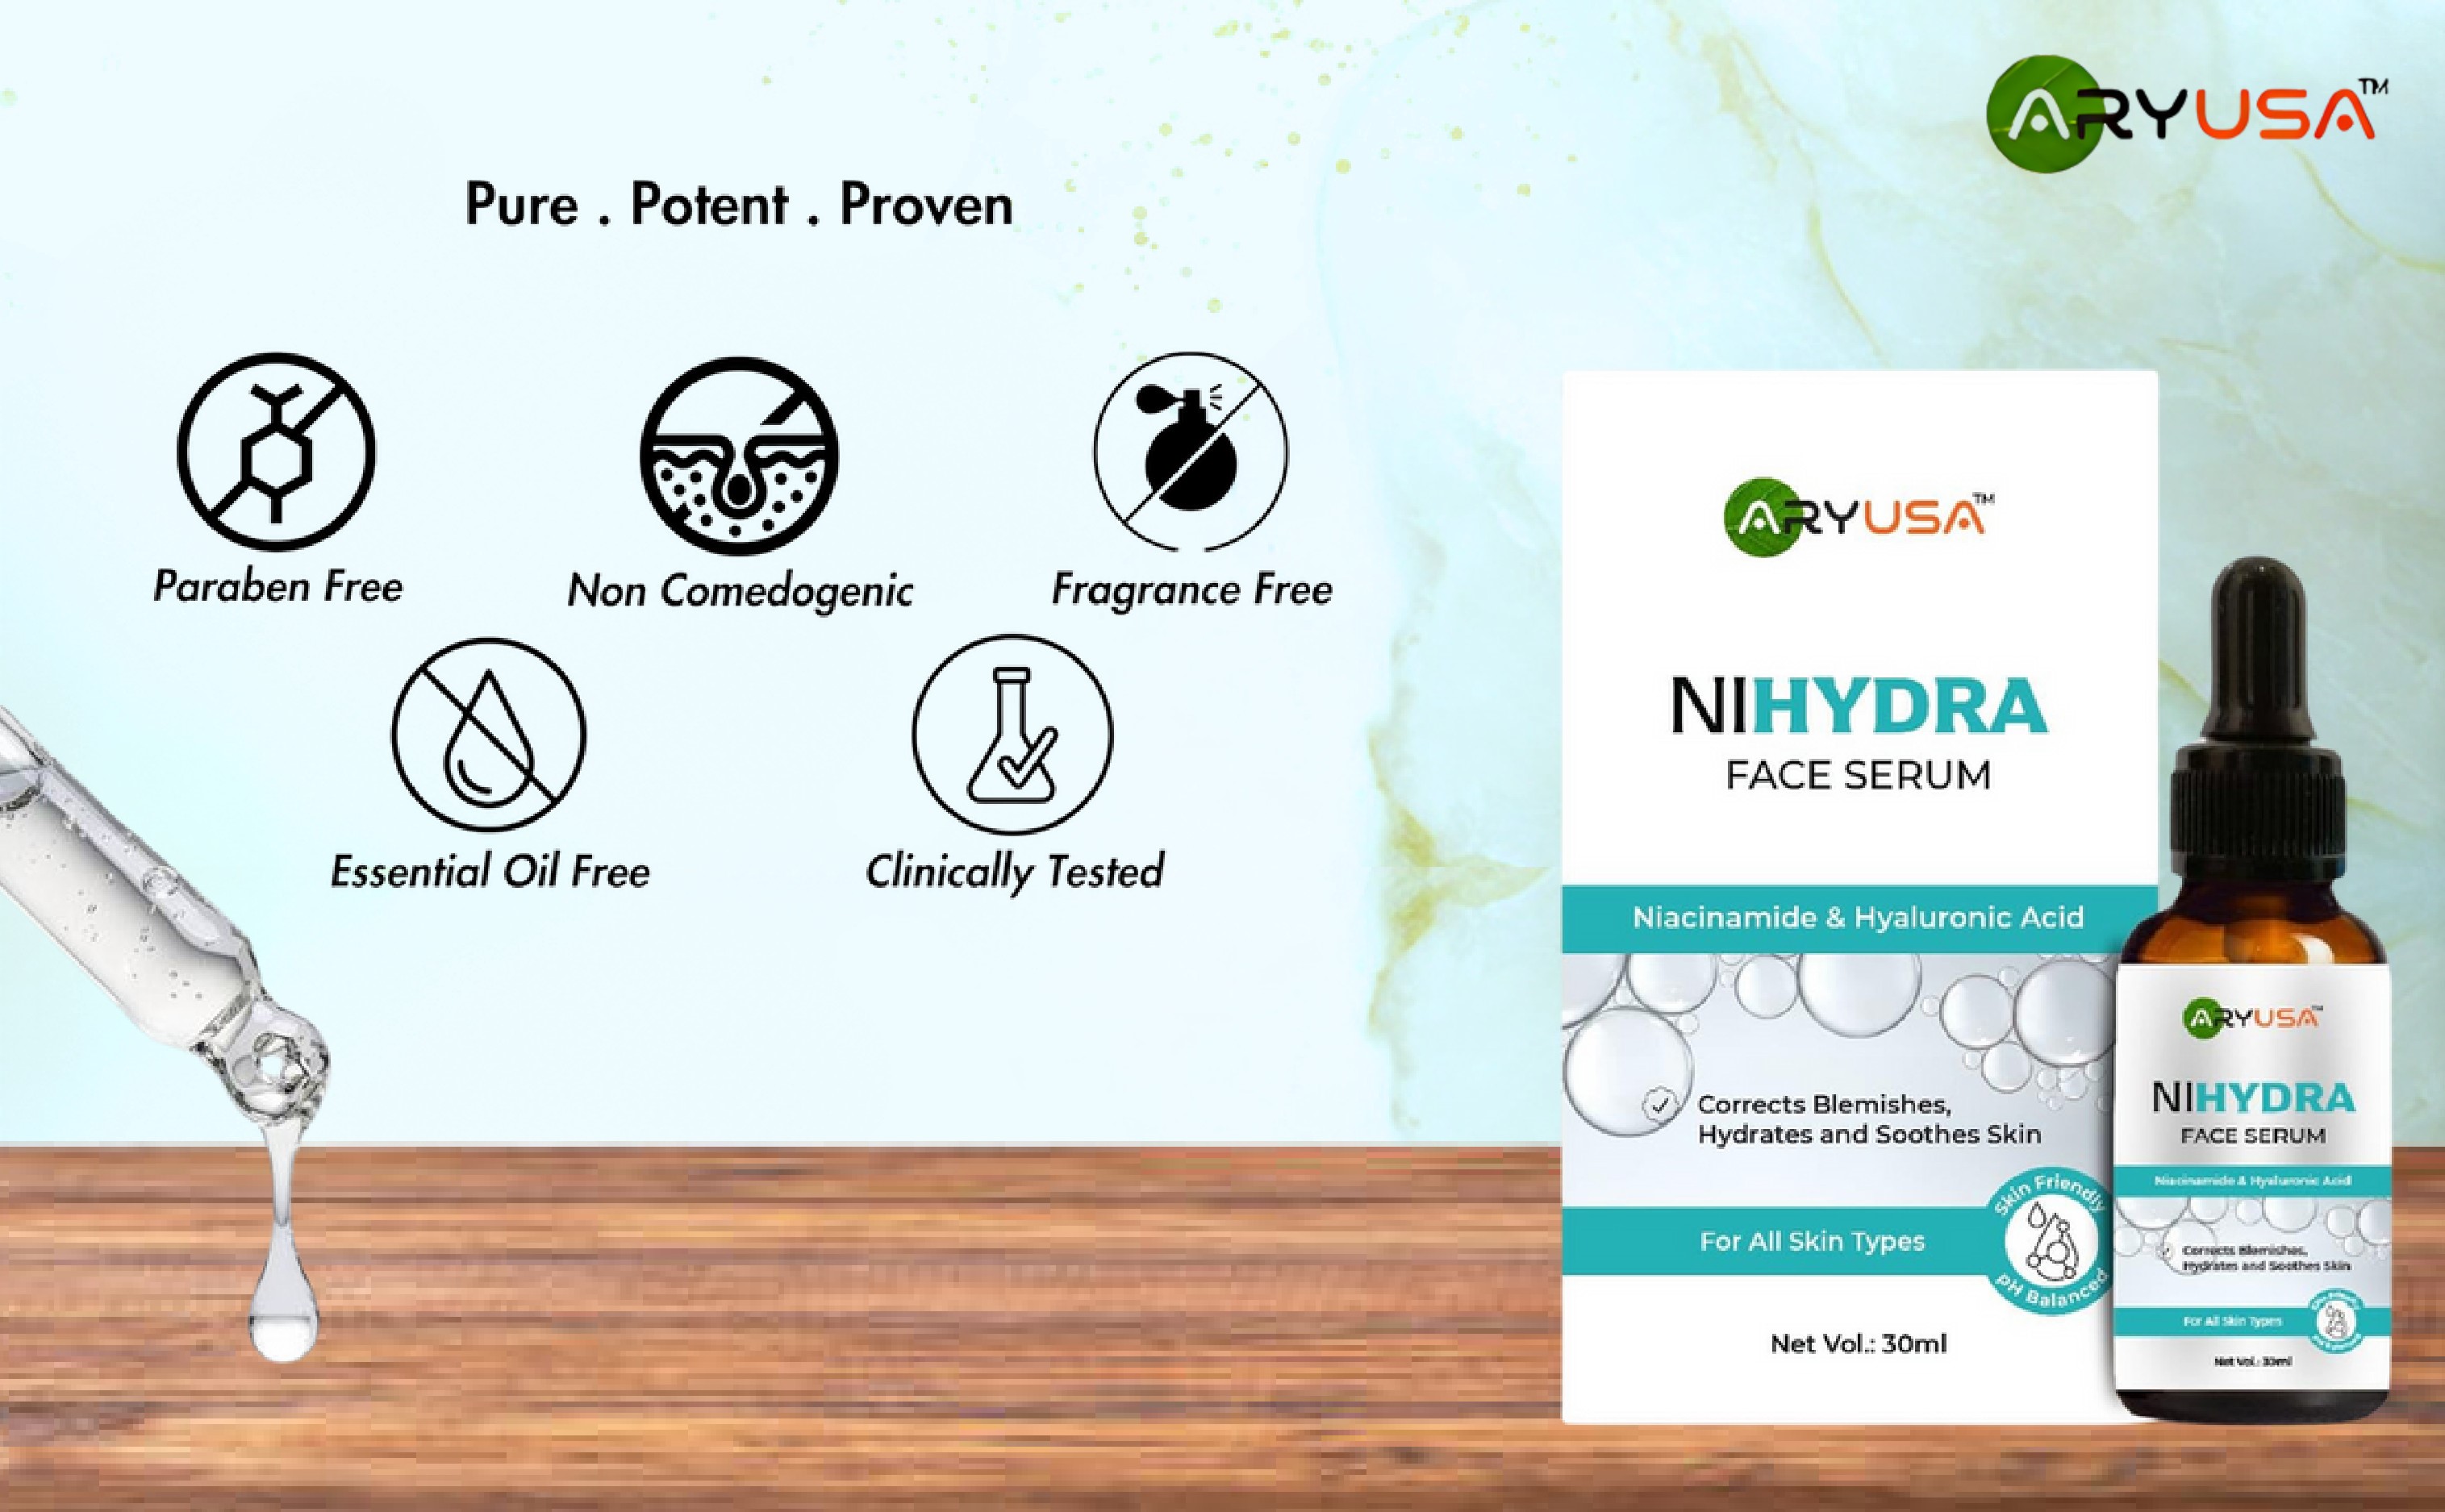 ARYUSA™
Pure . Potent . Proven
Paraben Free
Non Comedogenic
Fragrance Free
Essential Oil Free
Clinically Tested
ARYUSA™
NIHYDRA
FACE SERUM
Niacinamide & Hyaluronic Acid
Corrects Blemishes,
Hydrates and Soothes Skin
For All Skin Types
Skin Friendly
pH Balanced
Net Vol.: 30ml
ARYUSA™
NIHYDRA
FACE SERUM
Niacinamide & Hyaluronic Acid
Corrects Blemishes,
Hydrates and Soothes Skin
For All Skin Types
Net Vol.: 30ml